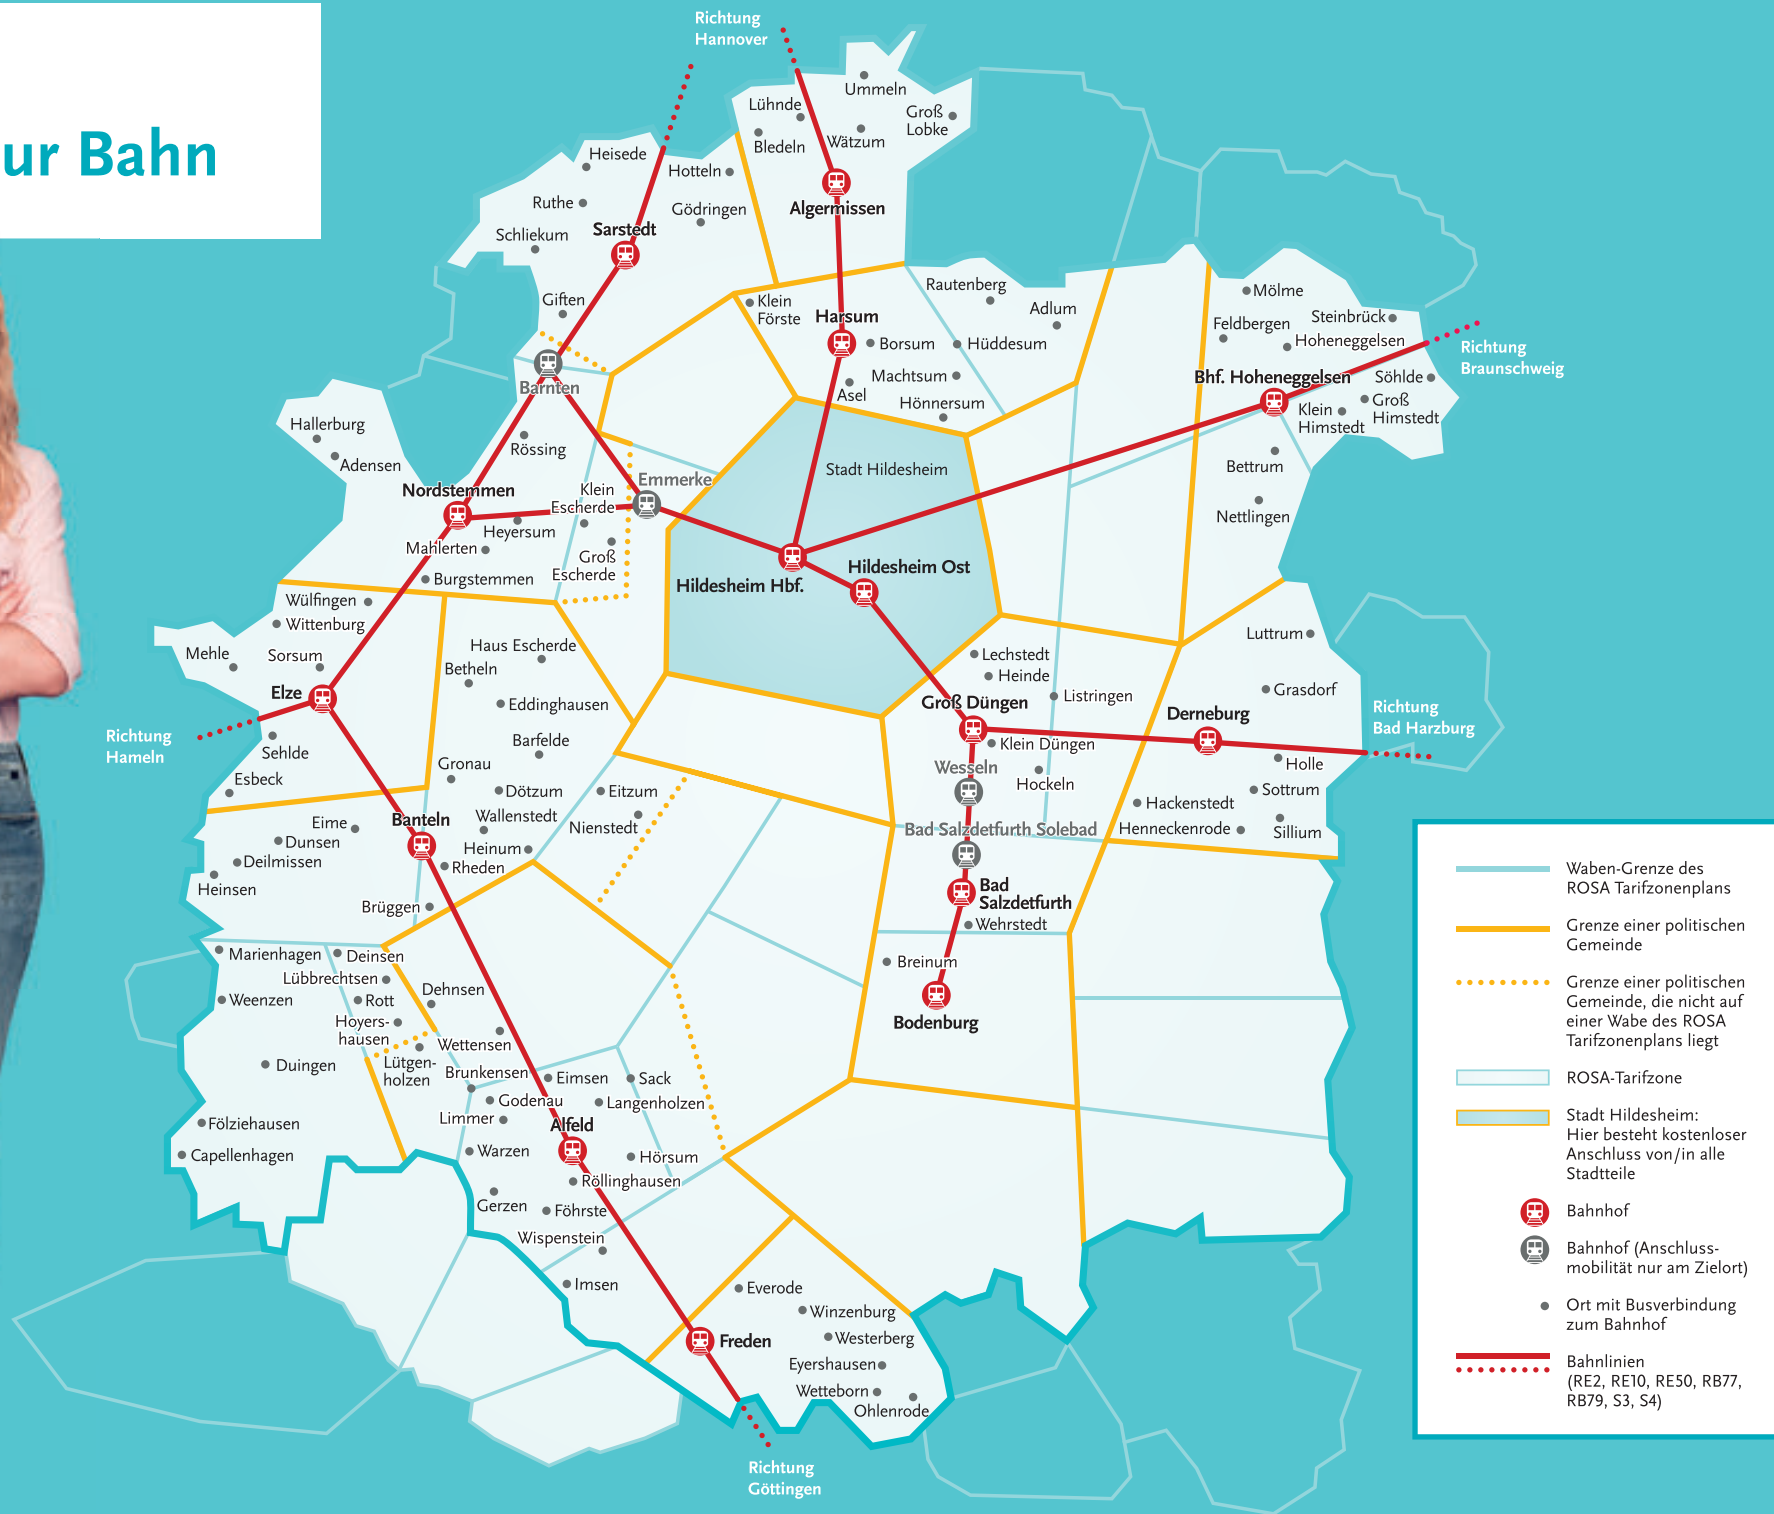 ur Bahn
Richtung
Hannover
Ummeln
Lühnde
Groß
Lobke
Bledeln
Wätzum
Heisede
Hotteln
Algermissen
Ruthe
Gödringen
Schliekum
Sarstedt
Giften
Klein
Förste
Harsum
Rautenberg
Adlum
Borsum
Hüddesum
Machtsum
Asel
Hönnersum
Mölme
Steinbrück
Feldbergen
Hoheneggelsen
Richtung
Braunschweig
Bhf. Hoheneggelsen
Söhlde
Klein
Himstedt
Groß
Himstedt
Bettrum
Nettlingen
Barnten
Hallerburg
Adensen
Rössing
Nordstemmen
Klein
Escherde
Emmerke
Heyersum
Mahlerten
Groß
Escherde
Burgstemmen
Stadt Hildesheim
Hildesheim Hbf.
Hildesheim Ost
Wülfingen
Wittenburg
Mehle
Sorsum
Elze
Richtung
Hameln
Sehlde
Esbeck
Haus Escherde
Betheln
Eddinghausen
Barfelde
Gronau
Dötzum
Eitzum
Wallenstedt
Nienstedt
Heinum
Rheden
Banteln
Eime
Dunsen
Deilmissen
Heinsen
Brüggen
Lechstedt
Heinde
Listringen
Groß Düngen
Klein Düngen
Wesseln
Hockeln
Bad Salzdetfurth Solebad
Bad
Salzdetfurth
Wehrstedt
Breinum
Bodenburg
Luttrum
Grasdorf
Derneburg
Richtung
Bad Harzburg
Holle
Sottrum
Hackenstedt
Henneckenrode
Sillium
Marienhagen
Deinsen
Lübbrechtsen
Weenzen
Rott
Dehnsen
Hoyers-
hausen
Wettensen
Duingen
Lütgen-
holzen
Brunkensen
Eimsen
Sack
Godenau
Langenholzen
Limmer
Alfeld
Fölziehausen
Capellenhagen
Warzen
Hörsum
Röllinghausen
Gerzen
Föhrste
Wispenstein
Imsen
Everode
Winzenburg
Freden
Westerberg
Eyershausen
Wetteborn
Ohlenrode
Richtung
Göttingen
Waben-Grenze des
ROSA Tarifzonenplans
Grenze einer politischen
Gemeinde
Grenze einer politischen
Gemeinde, die nicht auf
einer Wabe des ROSA
Tarifzonenplans liegt
ROSA-Tarifzone
Stadt Hildesheim:
Hier besteht kostenloser
Anschluss von/in alle
Stadtteile
Bahnhof
Bahnhof (Anschluss-
mobilität nur am Zielort)
Ort mit Busverbindung
zum Bahnhof
Bahnlinien
(RE2, RE10, RE50, RB77,
RB79, S3, S4)